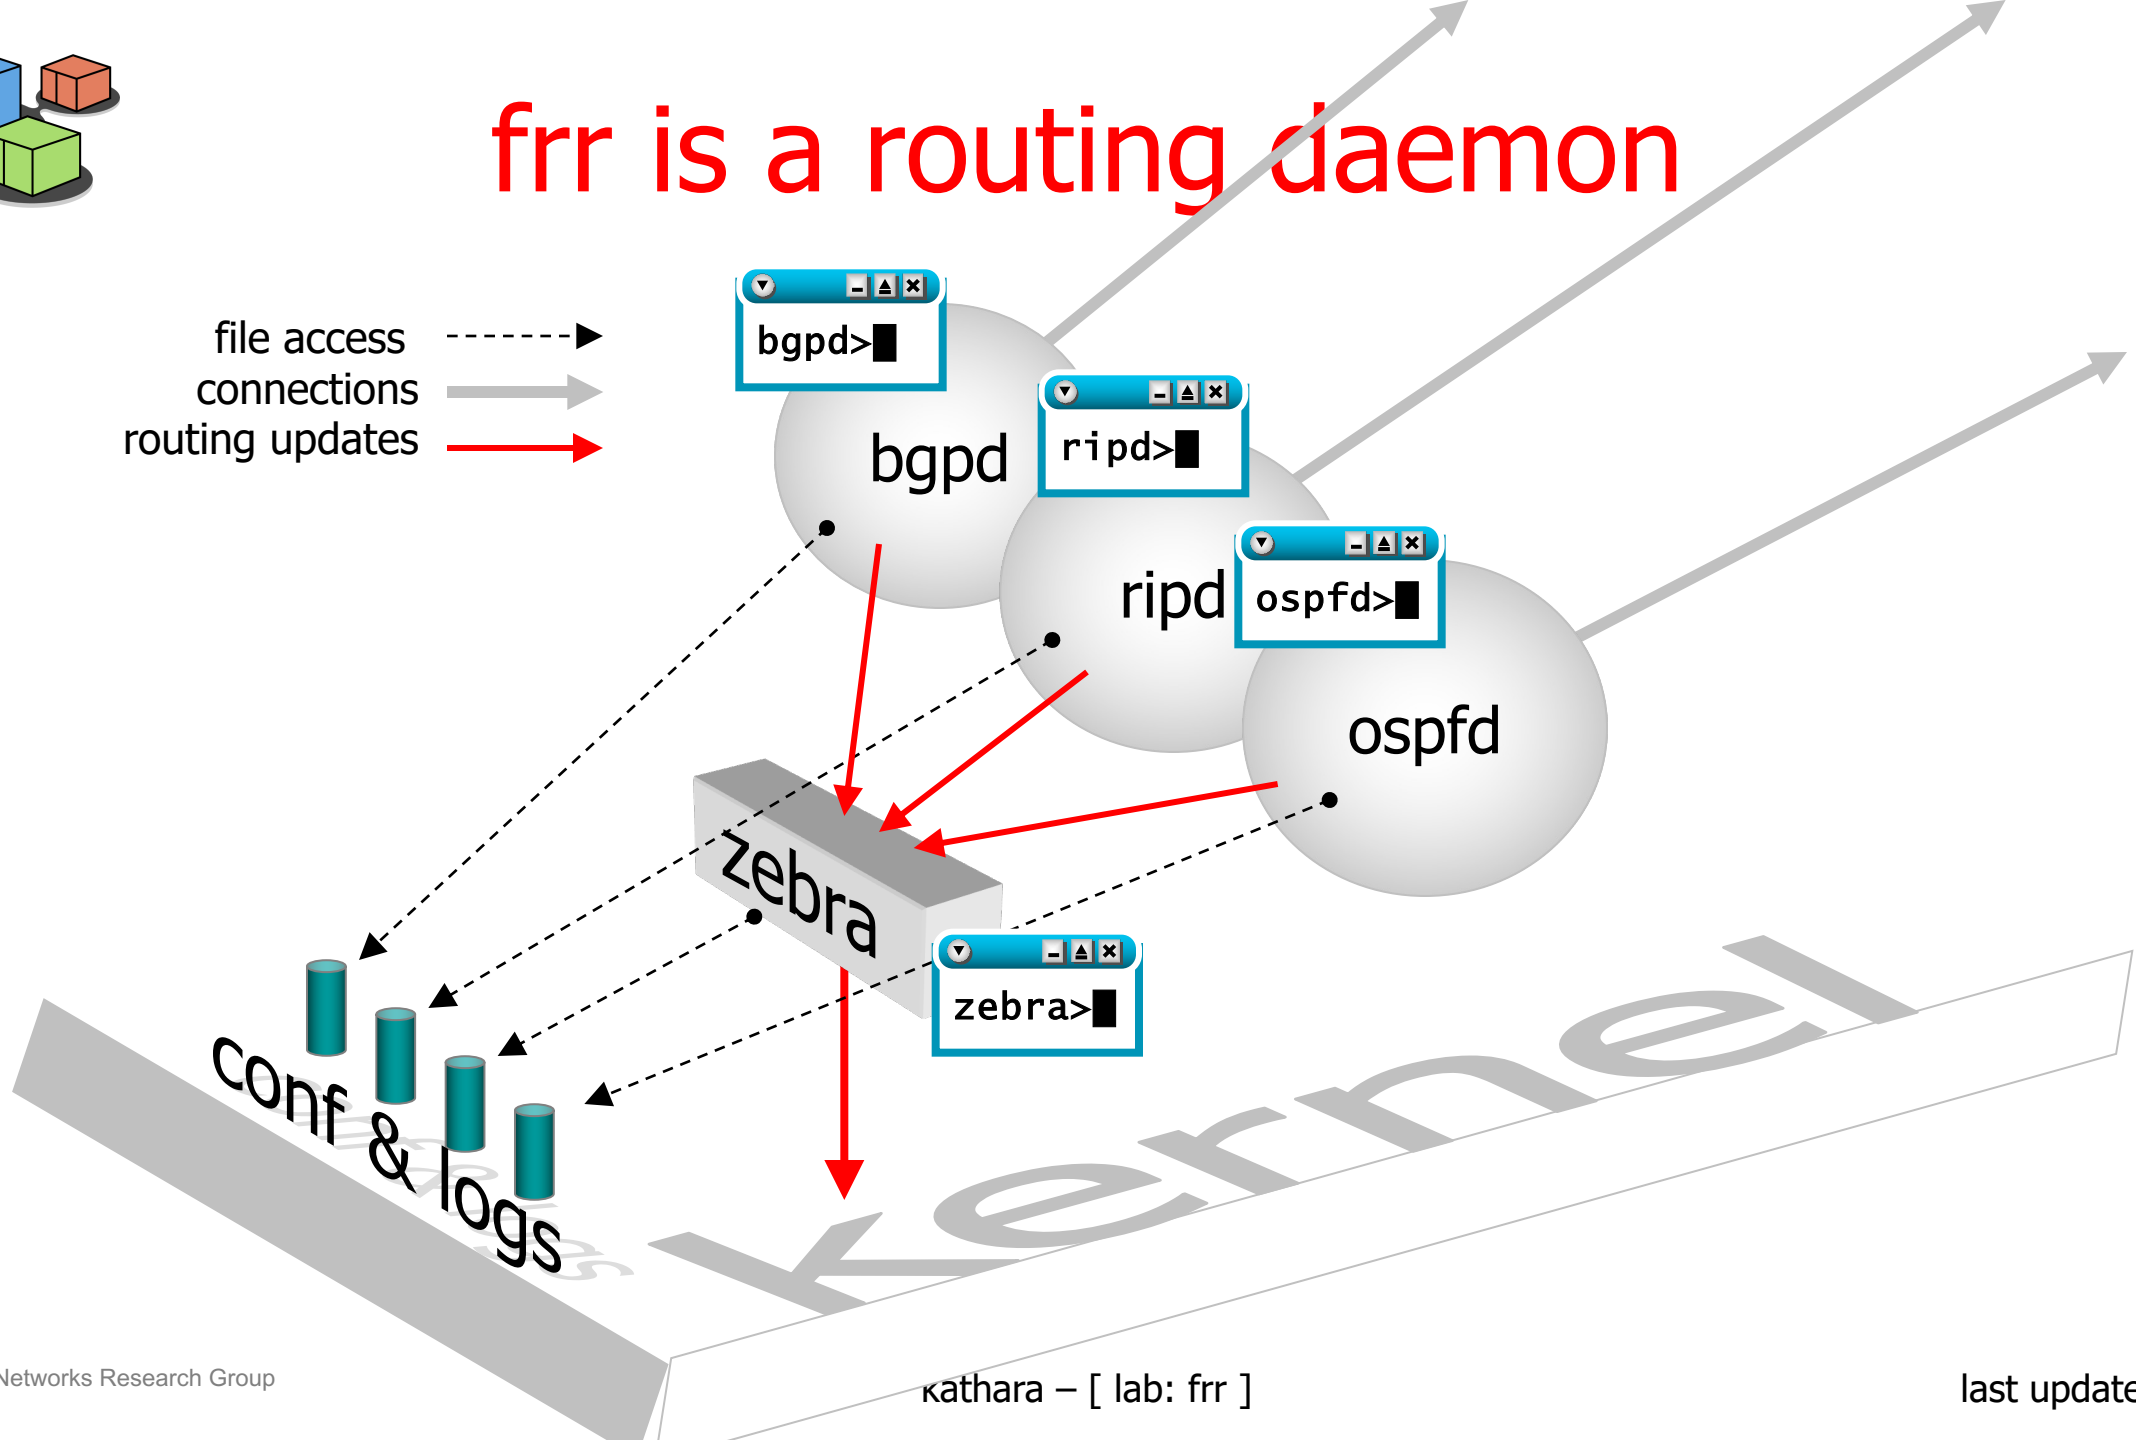 frr is a routing daemon
file access
connections
routing updates
bgpd>
bgpd
ripd>
ripd
ospfd>
ospfd
zebra
zebra>
conf & logs
kernel
Networks Research Group
kathara – [ lab: frr ]
last update